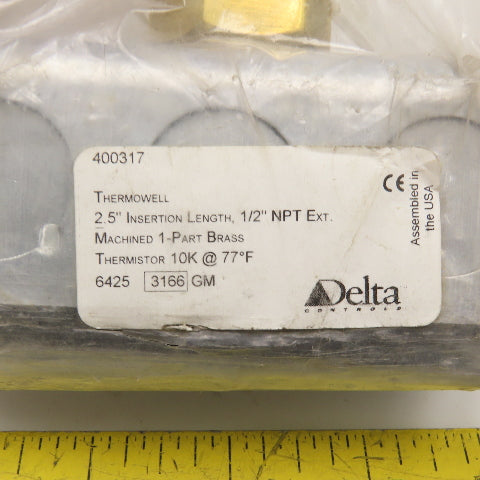 400317
THERMOWELL
2.5" INSERTION LENGTH, 1/2" NPT EXT.
MACHINED 1-PART BRASS
THERMISTOR 10K @ 77°F
6425 3166 GM
CE
Assembled in
the USA
Delta
CONTROLS